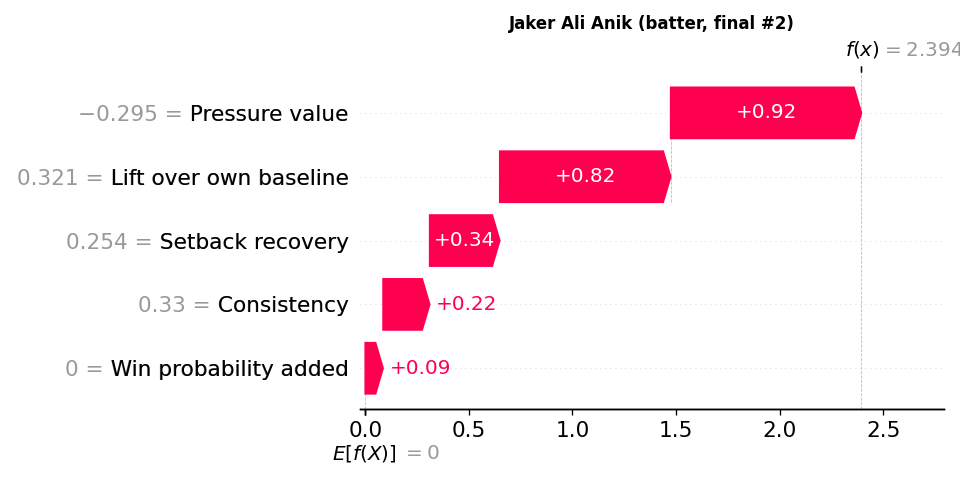 Jaker Ali Anik (batter, final #2)
f(x) = 2.394
−0.295 = Pressure value
+0.92
0.321 = Lift over own baseline
+0.82
0.254 = Setback recovery
+0.34
0.33 = Consistency
+0.22
0 = Win probability added
+0.09
0.0 0.5 1.0 1.5 2.0 2.5
E[f(X)] = 0